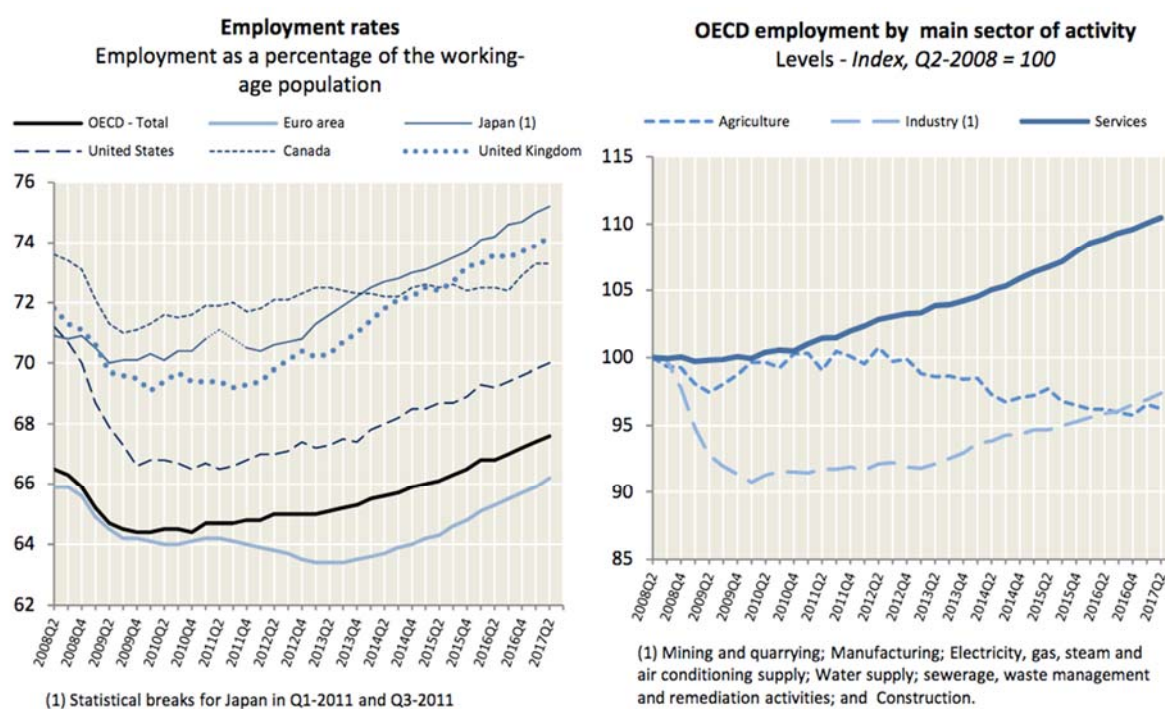 Employment rates
Employment as a percentage of the working-
age population
OECD - Total
Euro area
Japan (1)
United States
Canada
United Kingdom
76
74
72
70
68
66
64
62
2008Q2
2008Q4
2009Q2
2009Q4
2010Q2
2010Q4
2011Q2
2011Q4
2012Q2
2012Q4
2013Q2
2013Q4
2014Q2
2014Q4
2015Q2
2015Q4
2016Q2
2016Q4
2017Q2
(1) Statistical breaks for Japan in Q1-2011 and Q3-2011
OECD employment by main sector of activity
Levels - Index, Q2-2008 = 100
Agriculture
Industry (1)
Services
115
110
105
100
95
90
85
2008Q2
2008Q4
2009Q2
2009Q4
2010Q2
2010Q4
2011Q2
2011Q4
2012Q2
2012Q4
2013Q2
2013Q4
2014Q2
2014Q4
2015Q2
2015Q4
2016Q2
2016Q4
2017Q2
(1) Mining and quarrying; Manufacturing; Electricity, gas, steam and
air conditioning supply; Water supply; sewerage, waste management
and remediation activities; and Construction.